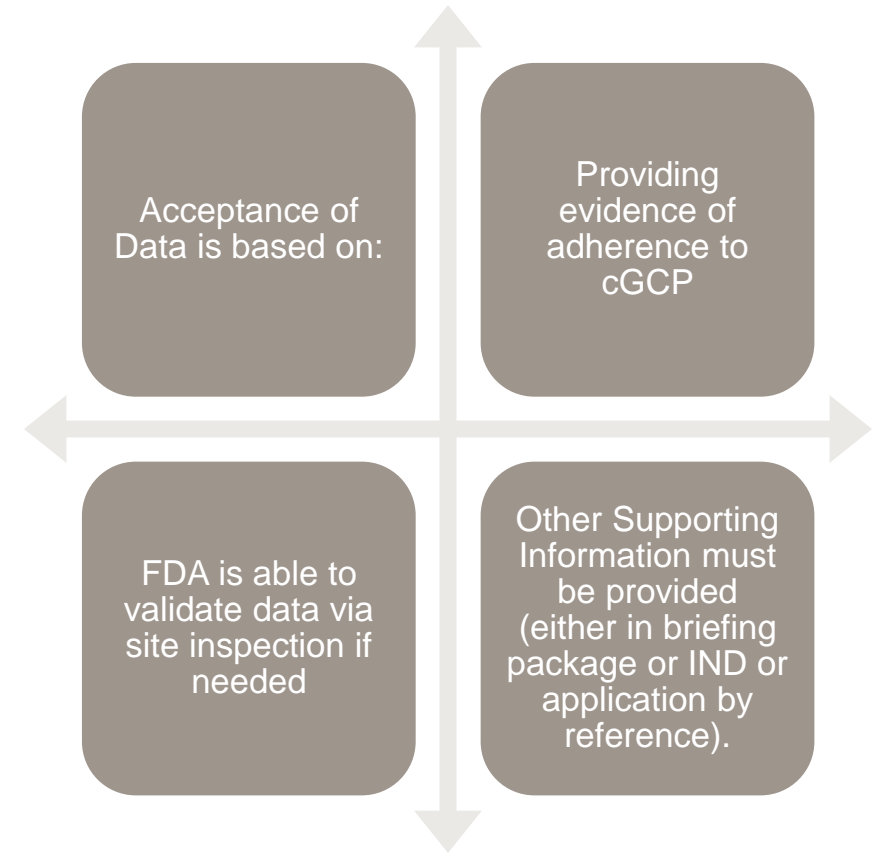 Acceptance of
Data is based on:
Providing
evidence of
adherence to
cGCP
FDA is able to
validate data via
site inspection if
needed
Other Supporting
Information must
be provided
(either in briefing
package or IND or
application by
reference).